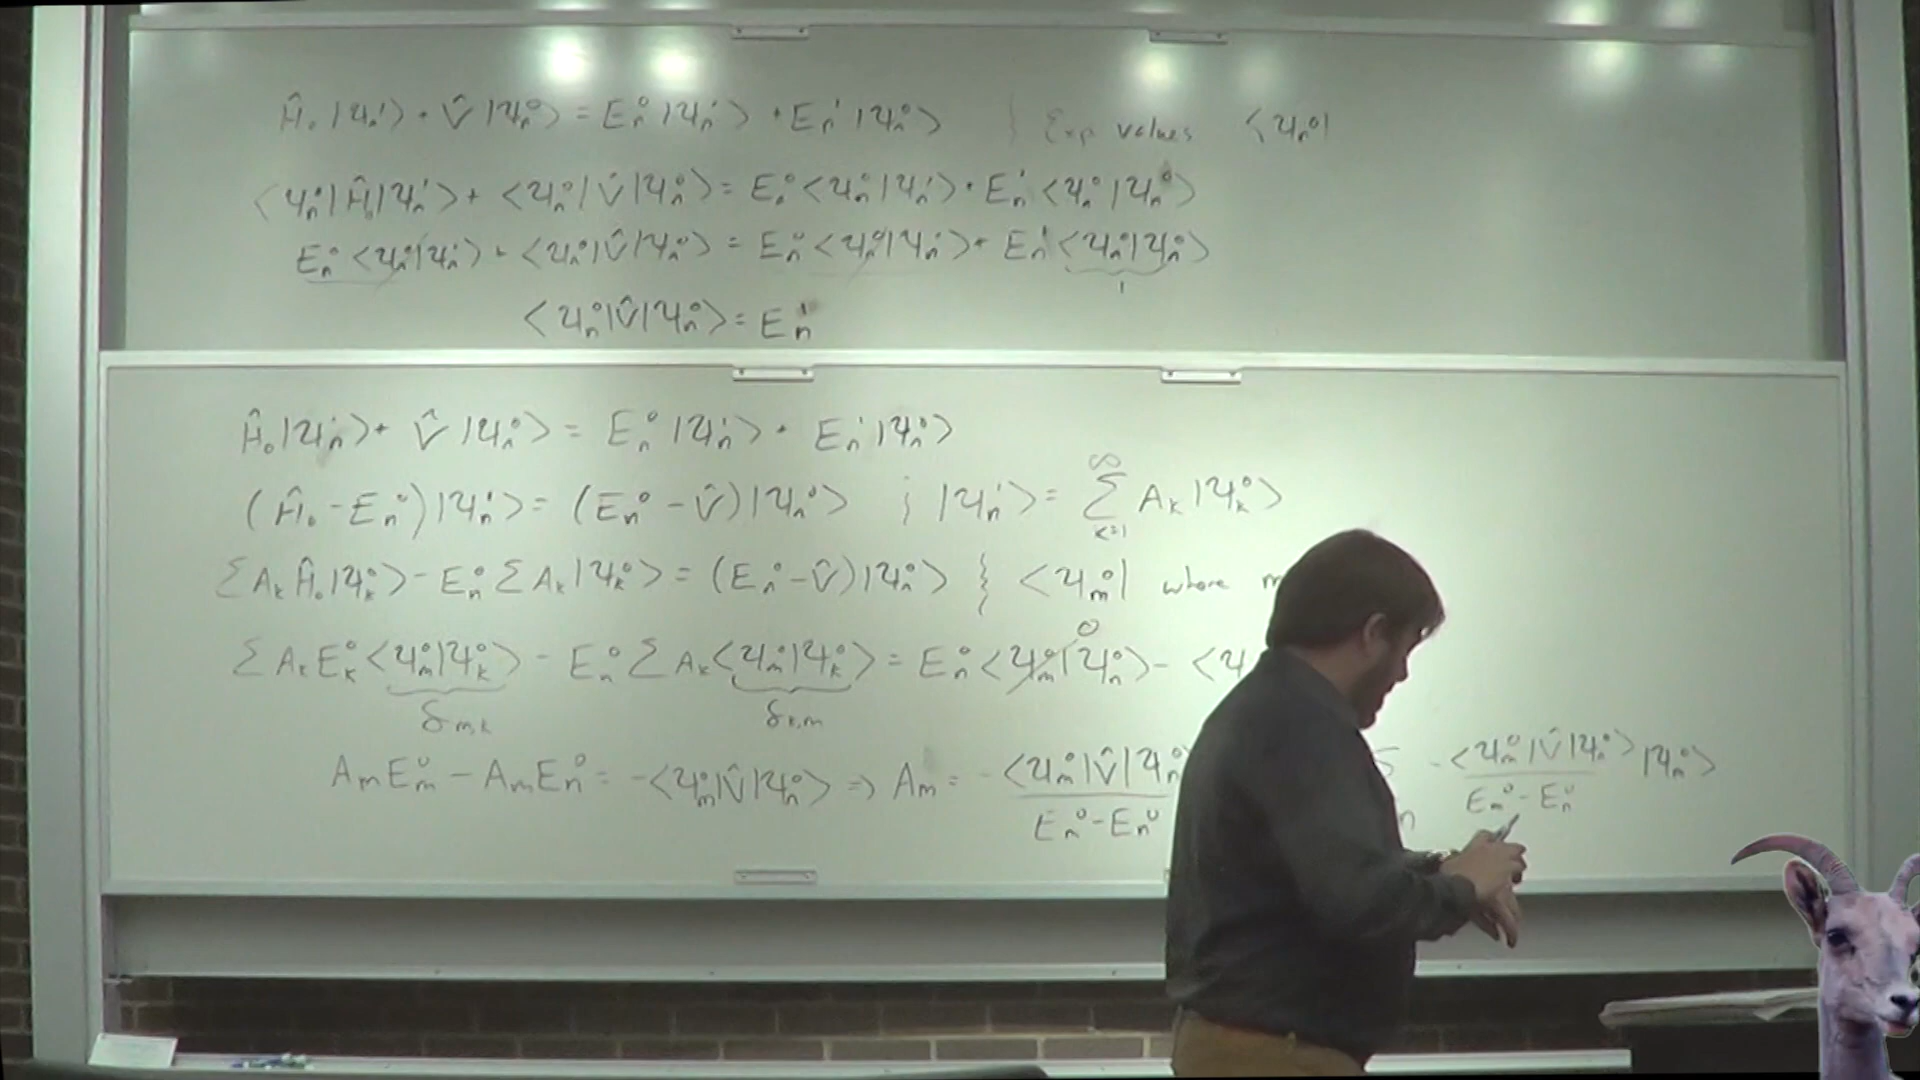 Ĥ₀|Ψₙ¹⟩ + V̂|Ψₙ⁰⟩ = Eₙ⁰|Ψₙ¹⟩ + Eₙ¹|Ψₙ⁰⟩ } Exp values ⟨Ψₙ⁰|
⟨Ψₙ⁰|Ĥ₀|Ψₙ¹⟩ + ⟨Ψₙ⁰|V̂|Ψₙ⁰⟩ = Eₙ⁰⟨Ψₙ⁰|Ψₙ¹⟩ + Eₙ¹⟨Ψₙ⁰|Ψₙ⁰⟩
Eₙ⁰⟨Ψₙ⁰|Ψₙ¹⟩ + ⟨Ψₙ⁰|V̂|Ψₙ⁰⟩ = Eₙ⁰⟨Ψₙ⁰|Ψₙ¹⟩ + Eₙ¹⟨Ψₙ⁰|Ψₙ⁰⟩
1
⟨Ψₙ⁰|V̂|Ψₙ⁰⟩ = Eₙ¹
Ĥ₀|Ψₙ¹⟩ + V̂|Ψₙ⁰⟩ = Eₙ⁰|Ψₙ¹⟩ + Eₙ¹|Ψₙ⁰⟩
(Ĥ₀ - Eₙ⁰)|Ψₙ¹⟩ = (Eₙ⁰ - V̂)|Ψₙ⁰⟩ ; |Ψₙ¹⟩ = Σ_{k=1}^∞ Aₖ|Ψₖ⁰⟩
ΣAₖĤ₀|Ψₖ⁰⟩ - Eₙ⁰ΣAₖ|Ψₖ⁰⟩ = (Eₙ⁰ - V̂)|Ψₙ⁰⟩ } ⟨Ψₘ⁰| where m
0
ΣAₖEₖ⁰⟨Ψₘ⁰|Ψₖ⁰⟩ - Eₙ⁰ΣAₖ⟨Ψₘ⁰|Ψₖ⁰⟩ = Eₙ⁰⟨Ψₘ⁰|Ψₙ⁰⟩ - ⟨Ψ
δ_{m,k} δ_{k,m}
AₘEₘ⁰ - AₘEₙ⁰ = -⟨Ψₘ⁰|V̂|Ψₙ⁰⟩ ⇒ Aₘ = -⟨Ψₘ⁰|V̂|Ψₙ⁰ / Eₘ⁰ - Eₙ⁰ Σ -⟨Ψₘ⁰|V̂|Ψₙ⁰⟩ / Eₘ⁰ - Eₙ⁰ |Ψₙ⁰⟩
n